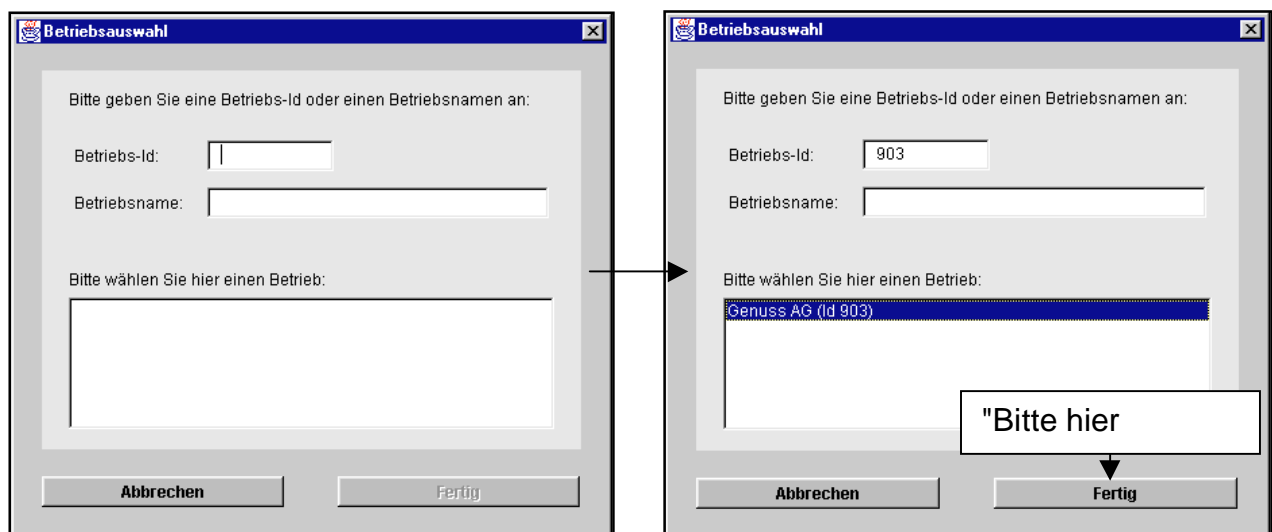 Betriebsauswahl
Bitte geben Sie eine Betriebs-Id oder einen Betriebsnamen an:
Betriebs-Id:
Betriebsname:
Bitte wählen Sie hier einen Betrieb:
Abbrechen
Fertig
Betriebsauswahl
Bitte geben Sie eine Betriebs-Id oder einen Betriebsnamen an:
Betriebs-Id: 903
Betriebsname:
Bitte wählen Sie hier einen Betrieb:
Genuss AG (Id 903)
"Bitte hier
Abbrechen
Fertig